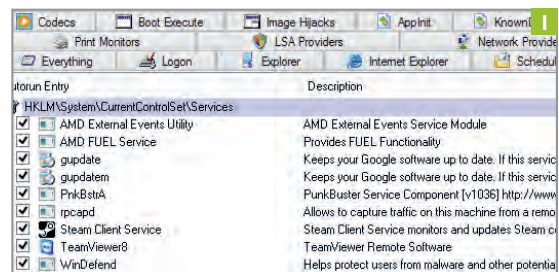 Codecs Boot Execute Image Hijacks AppInit Known
Print Monitors LSA Providers Network Provide
Everything Logon Explorer Internet Explorer Schedul
utorun Entry Description
HKLM\System\CurrentControlSet\Services
AMD External Events Utility AMD External Events Service Module
AMD FUEL Service Provides FUEL Functionality
gupdate Keeps your Google software up to date. If this servic
gupdatem Keeps your Google software up to date. If this servic
PnkBstrA PunkBuster Service Component [v1036] http://www
rpcapd Allows to capture traffic on this machine from a remo
Steam Client Service Steam Client Service monitors and updates Steam co
TeamViewer8 TeamViewer Remote Software
WinDefend Helps protect users from malware and other potentia